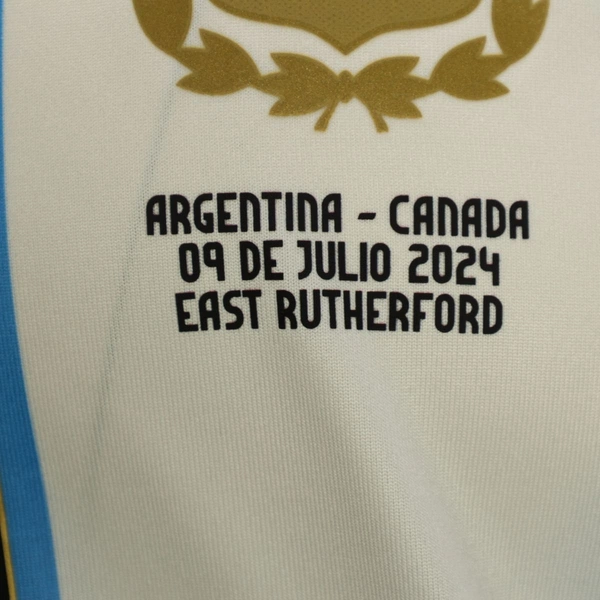 ARGENTINA - CANADA
09 DE JULIO 2024
EAST RUTHERFORD